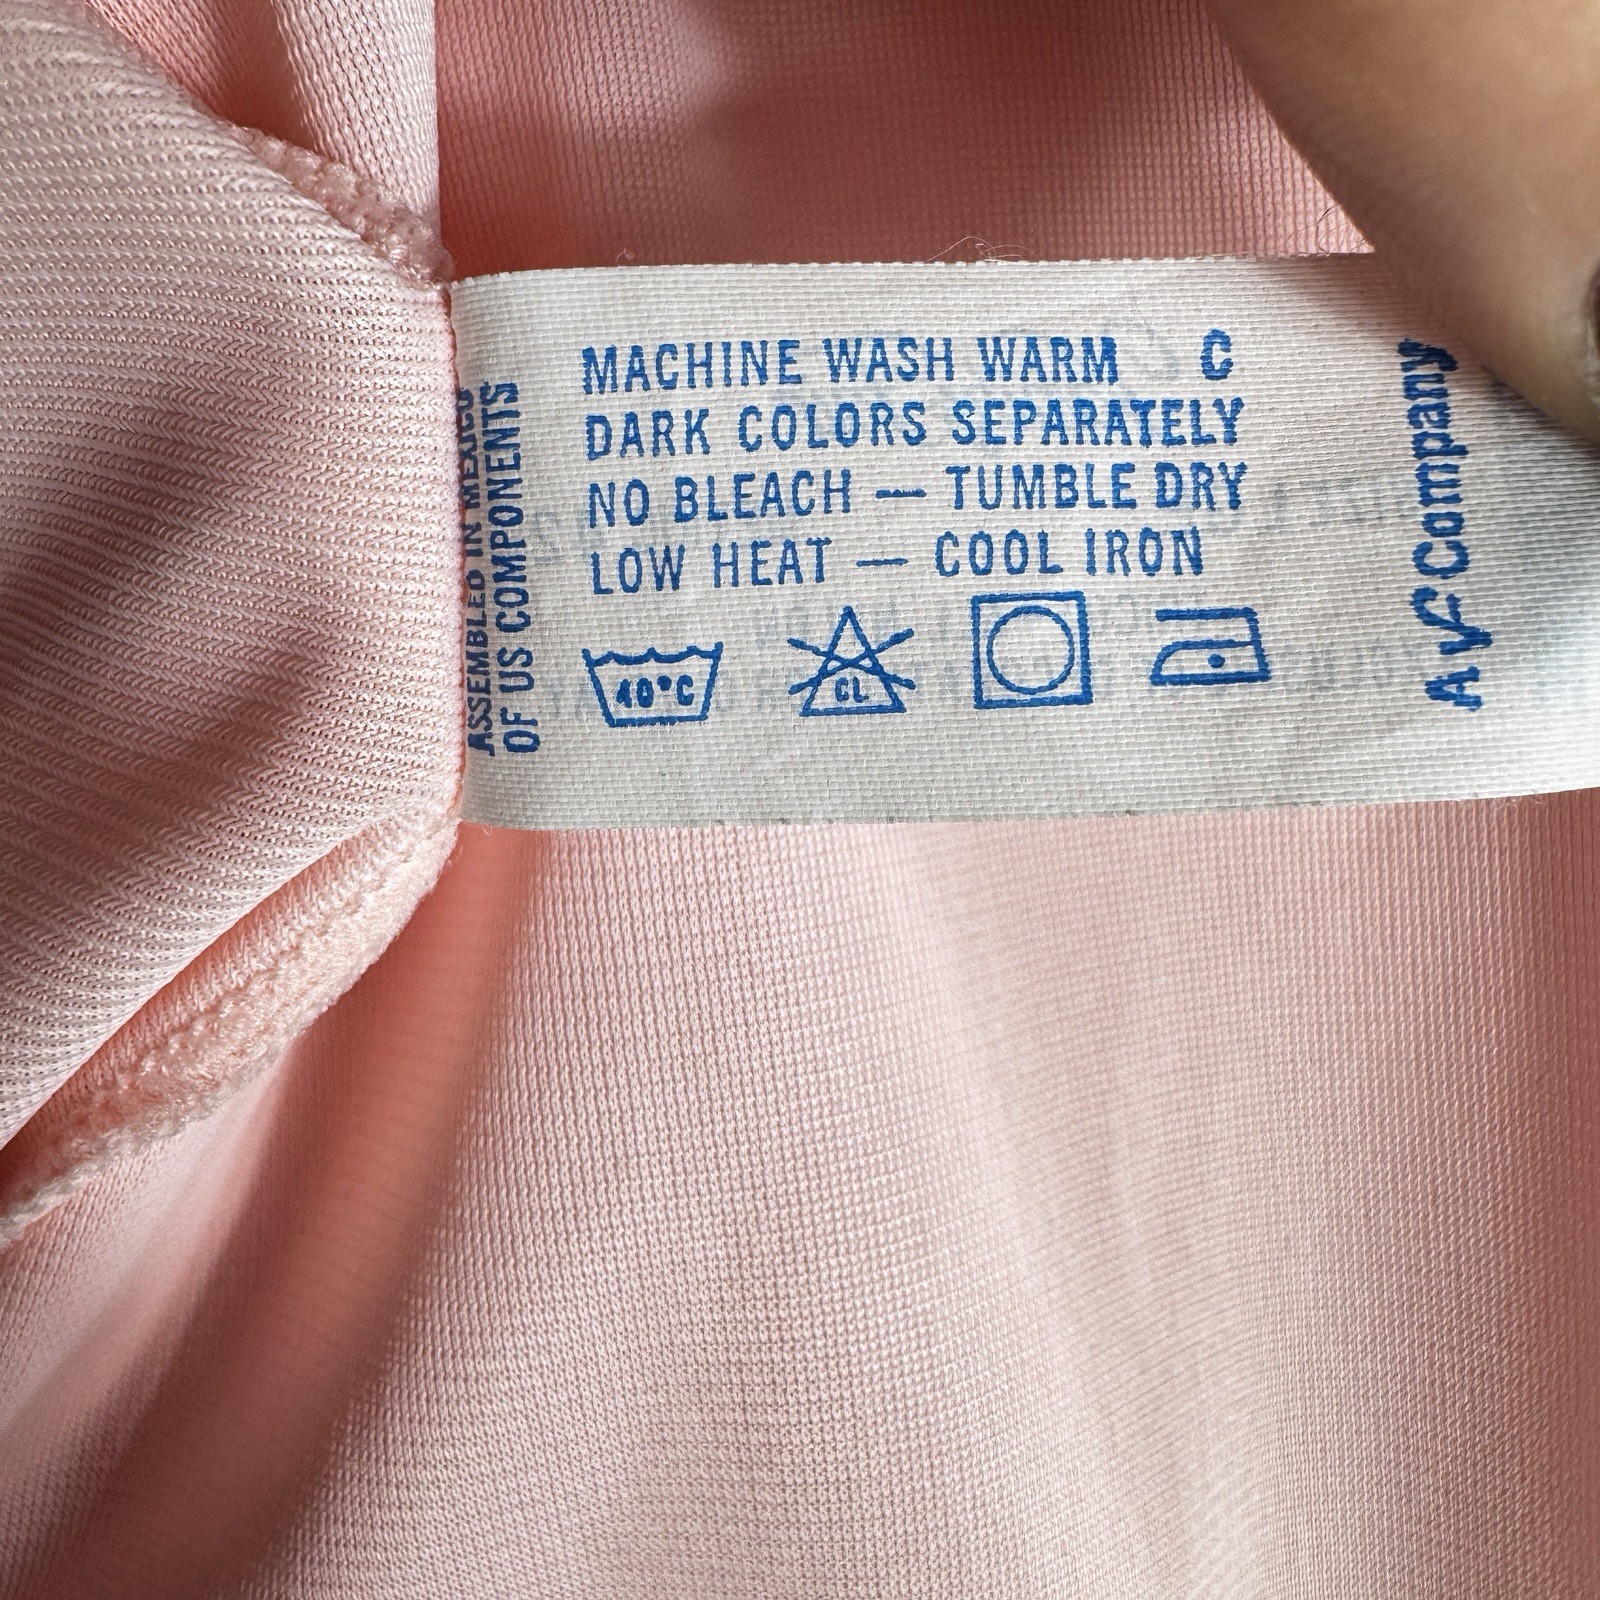 MACHINE WASH WARM C
DARK COLORS SEPARATELY
NO BLEACH — TUMBLE DRY
LOW HEAT — COOL IRON
40°C
CL
ASSEMBLED IN MEXICO
OF US COMPONENTS
A VF Company